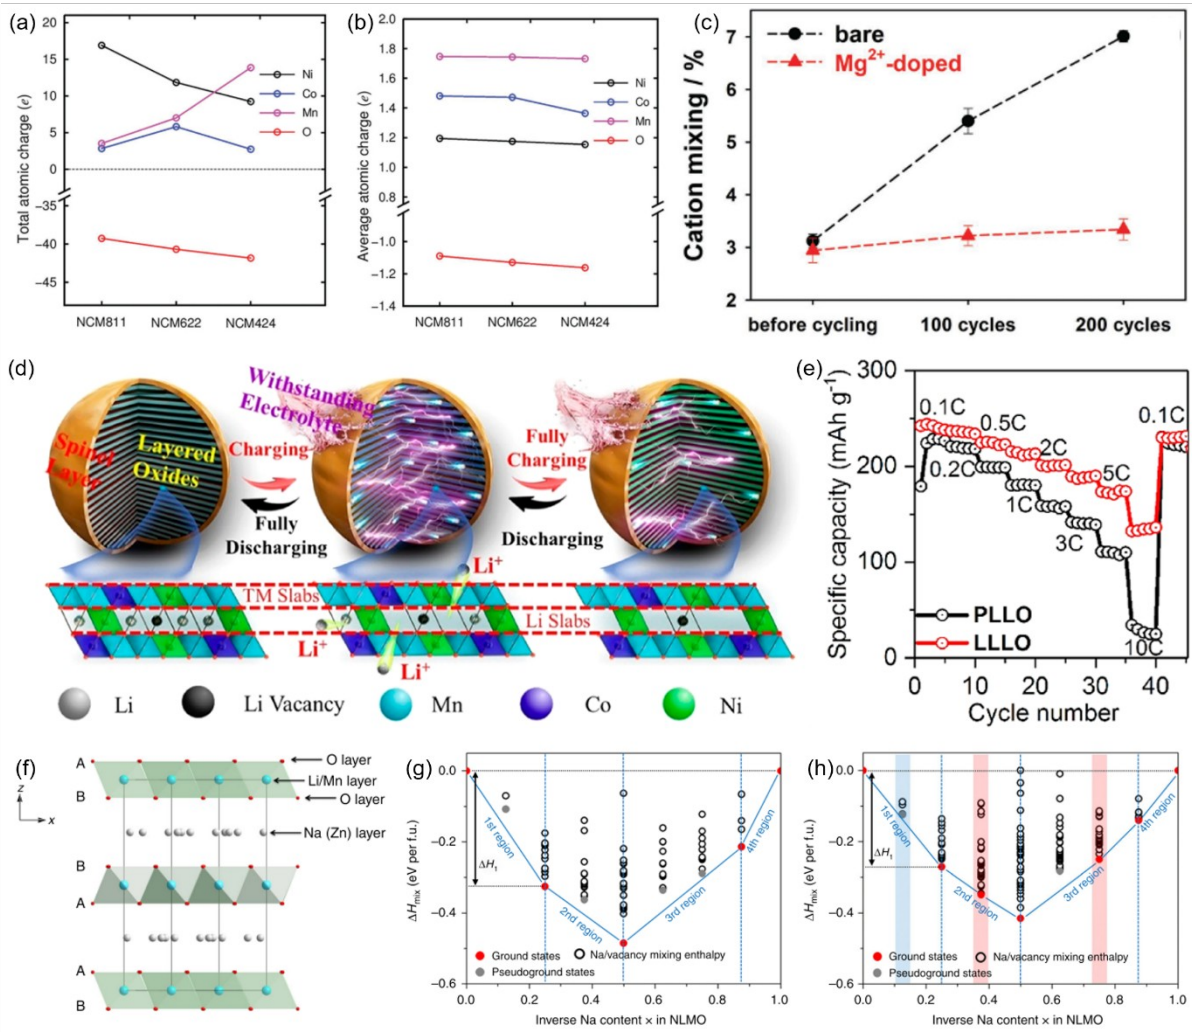 (a)
20
15
10
5
0
−35
−40
−45
Total atomic charge (e)
Ni
Co
Mn
O
NCM811
NCM622
NCM424
(b)
2.0
1.8
1.6
1.4
1.2
1.0
0.8
−1.0
−1.2
−1.4
Average atomic charge (e)
Ni
Co
Mn
O
NCM811
NCM622
NCM424
(c)
7
6
5
4
3
2
Cation mixing / %
bare
Mg2+-doped
before cycling
100 cycles
200 cycles
(d)
Spinel
Layer
Layered
Oxides
Charging
Fully
Discharging
Withstanding
Electrolyte
Fully
Charging
Discharging
TM Slabs
Li Slabs
Li+
Li+
Li+
Li
Li Vacancy
Mn
Co
Ni
(e)
300
200
100
0
Specific capacity (mAh g-1)
0.1C
0.2C
0.5C
1C
2C
3C
5C
10C
0.1C
PLLO
LLLO
0
10
20
30
40
Cycle number
(f)
z
x
A
B
B
A
A
B
O layer
Li/Mn layer
O layer
Na (Zn) layer
(g)
0.0
−0.2
−0.4
−0.6
ΔHmix (eV per f.u.)
1st region
2nd region
3rd region
4th region
ΔH1
Ground states
Na/vacancy mixing enthalpy
Pseudoground states
0.0
0.2
0.4
0.6
0.8
1.0
Inverse Na content × in NLMO
(h)
0.0
−0.1
−0.2
−0.3
−0.4
−0.5
−0.6
ΔHmix (eV per f.u.)
1st region
2nd region
3rd region
4th region
ΔH1
Ground states
Na/vacancy mixing enthalpy
Pseudoground states
0.0
0.2
0.4
0.6
0.8
1.0
Inverse Na content × in NLMO